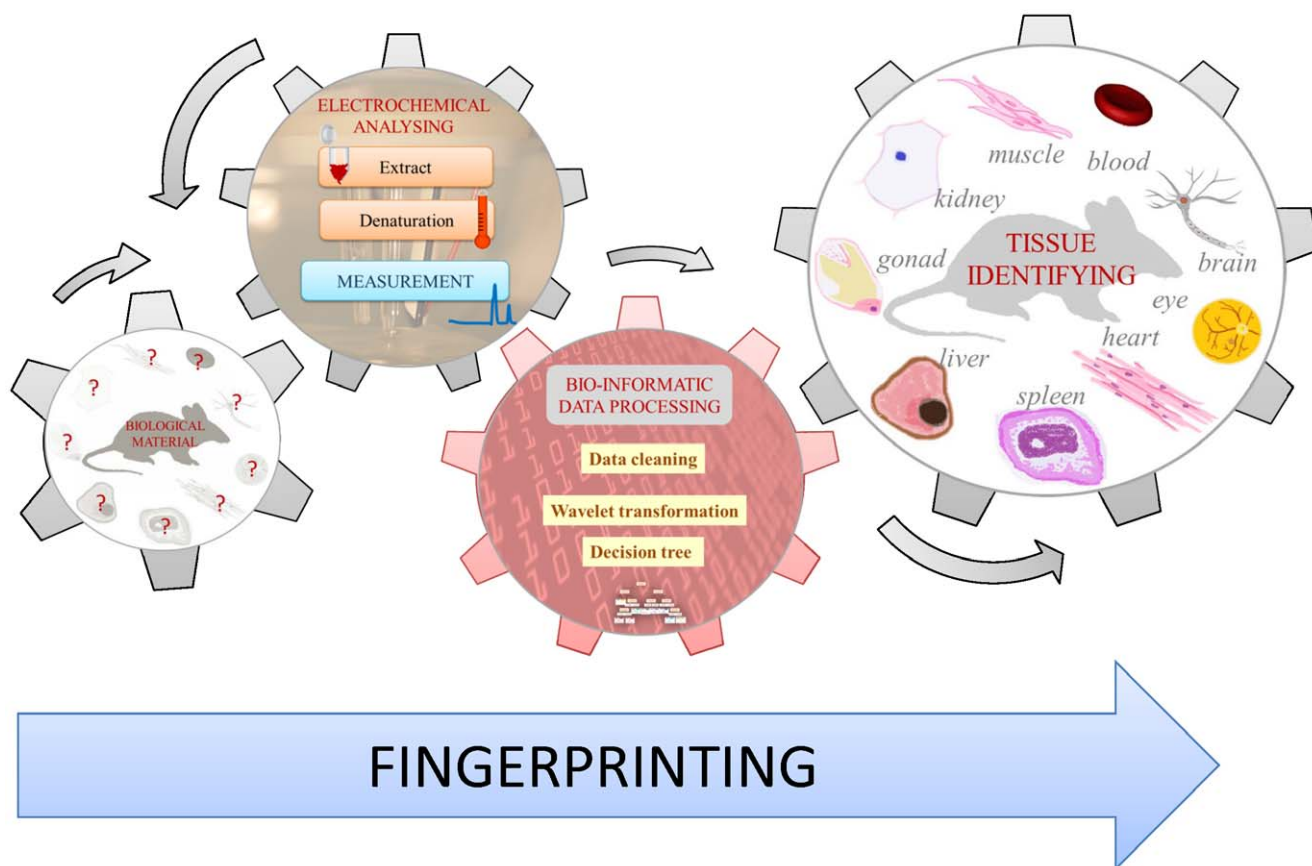 ELECTROCHEMICAL
ANALYSING
Extract
Denaturation
MEASUREMENT
?
?
?
?
?
?
?
?
?
BIOLOGICAL
MATERIAL
BIO-INFORMATIC
DATA PROCESSING
Data cleaning
Wavelet transformation
Decision tree
muscle
blood
kidney
brain
gonad
TISSUE
IDENTIFYING
eye
heart
liver
spleen
FINGERPRINTING